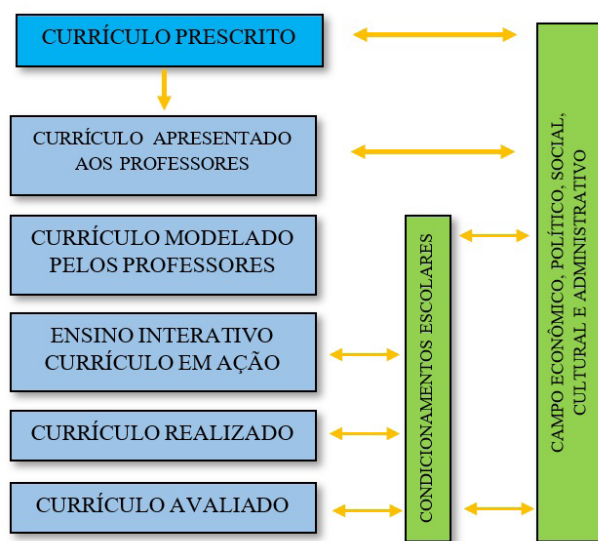 CURRÍCULO PRESCRITO
CURRÍCULO APRESENTADO
AOS PROFESSORES
CURRÍCULO MODELADO
PELOS PROFESSORES
ENSINO INTERATIVO
CURRÍCULO EM AÇÃO
CURRÍCULO REALIZADO
CURRÍCULO AVALIADO
CONDICIONAMENTOS ESCOLARES
CAMPO ECONÔMICO, POLÍTICO, SOCIAL,
CULTURAL E ADMINISTRATIVO